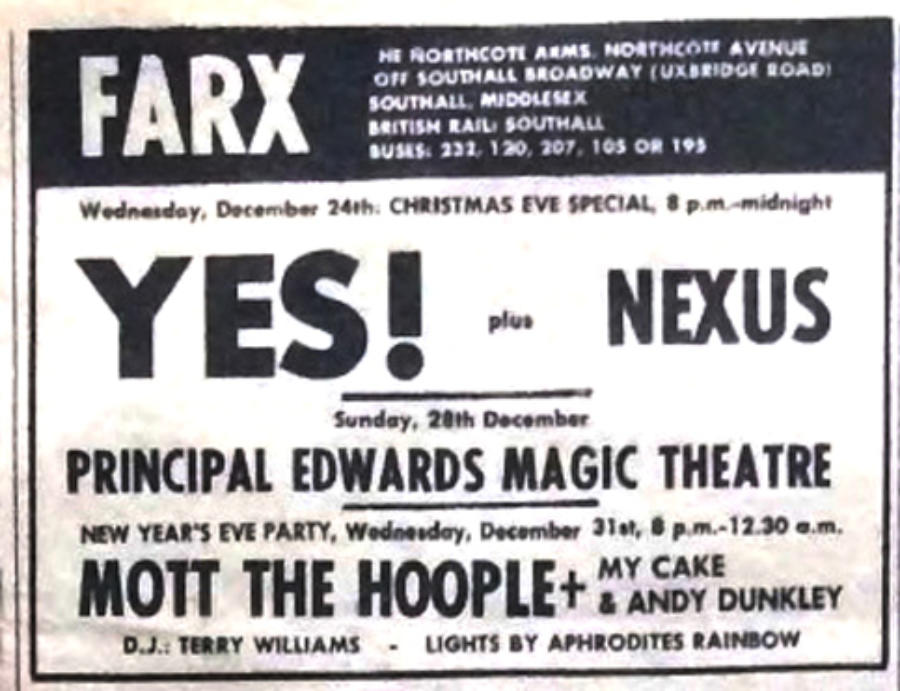 FARX
HE NORTHCOTE ARMS, NORTHCOTE AVENUE
OFF SOUTHALL BROADWAY (UXBRIDGE ROAD)
SOUTHALL, MIDDLESEX
BRITISH RAIL: SOUTHALL
BUSES: 232, 120, 207, 105 OR 195
Wednesday, December 24th: CHRISTMAS EVE SPECIAL, 8 p.m.-midnight
YES! plus NEXUS
Sunday, 28th December
PRINCIPAL EDWARDS MAGIC THEATRE
NEW YEAR'S EVE PARTY, Wednesday, December 31st, 8 p.m.-12.30 a.m.
MOTT THE HOOPLE + MY CAKE
& ANDY DUNKLEY
D.J.: TERRY WILLIAMS - LIGHTS BY APHRODITES RAINBOW